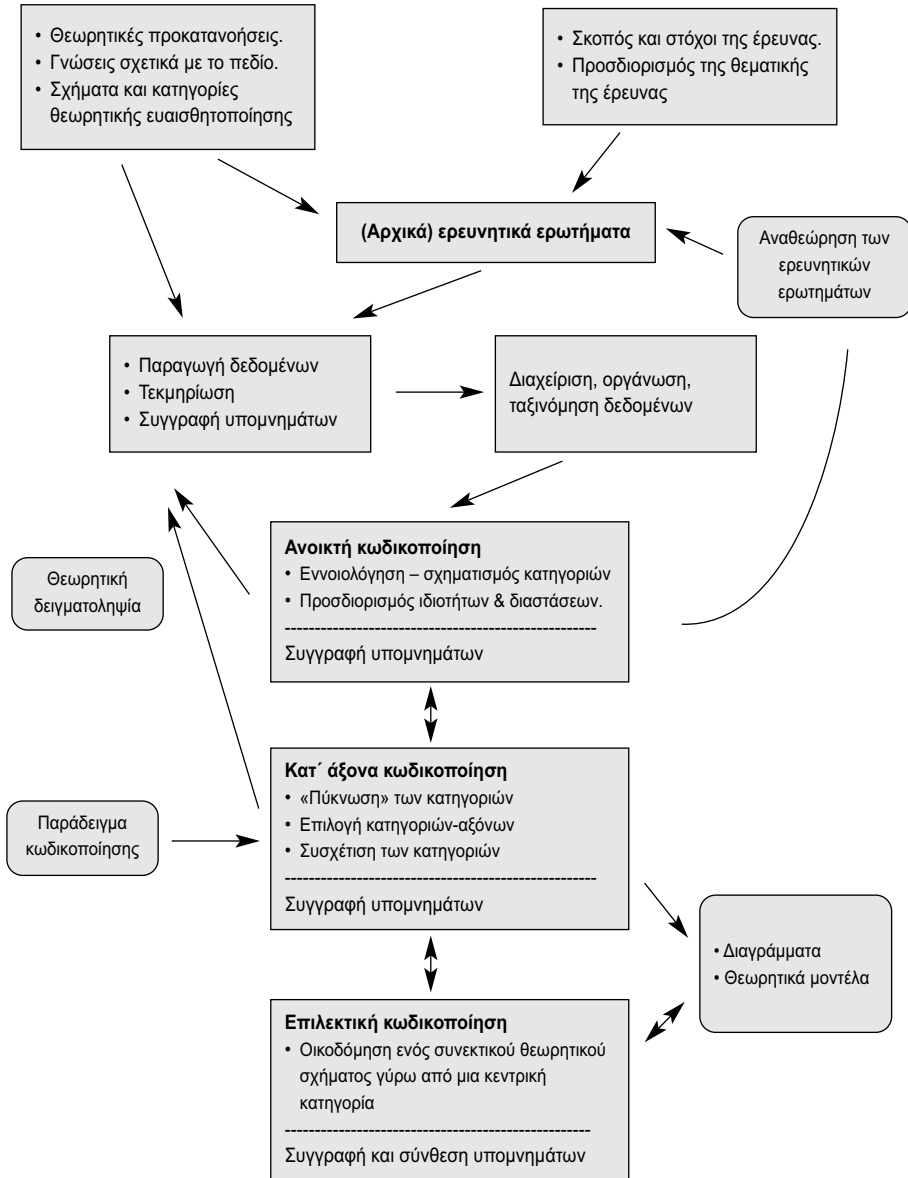 • Θεωρητικές προκατανοήσεις.
• Γνώσεις σχετικά με το πεδίο.
• Σχήματα και κατηγορίες
θεωρητικής ευαισθητοποίησης
• Σκοπός και στόχοι της έρευνας.
• Προσδιορισμός της θεματικής
της έρευνας
(Αρχικά) ερευνητικά ερωτήματα
Αναθεώρηση των
ερευνητικών
ερωτημάτων
• Παραγωγή δεδομένων
• Τεκμηρίωση
• Συγγραφή υπομνημάτων
Διαχείριση, οργάνωση,
ταξινόμηση δεδομένων
Ανοικτή κωδικοποίηση
• Εννοιολόγηση – σχηματισμός κατηγοριών
• Προσδιορισμός ιδιοτήτων & διαστάσεων.
----------------------------------------------------
Συγγραφή υπομνημάτων
Θεωρητική
δειγματοληψία
Κατ΄ άξονα κωδικοποίηση
• «Πύκνωση» των κατηγοριών
• Επιλογή κατηγοριών-αξόνων
• Συσχέτιση των κατηγοριών
----------------------------------------------------
Συγγραφή υπομνημάτων
Παράδειγμα
κωδικοποίησης
• Διαγράμματα
• Θεωρητικά μοντέλα
Επιλεκτική κωδικοποίηση
• Οικοδόμηση ενός συνεκτικού θεωρητικού
σχήματος γύρω από μια κεντρική
κατηγορία
---------------------------------------------------
Συγγραφή και σύνθεση υπομνημάτων